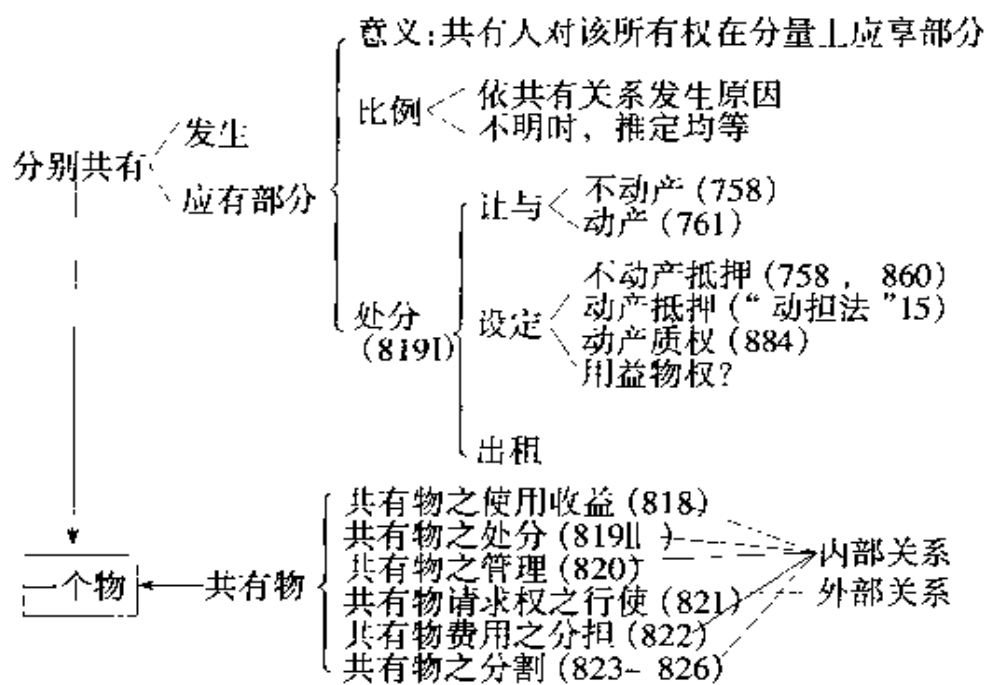 意义:共有人对该所有权在分量上应享部分
比例
依共有关系发生原因
不明时，推定均等
分别共有
发生
应有部分
让与
不动产 (758)
动产 (761)
处分
(819I)
设定
不动产抵押 (758 , 860)
动产抵押 (“ 动担法 ”15)
动产质权 (884)
用益物权?
出租
一个物
共有物
共有物之使用收益 (818)
共有物之处分 (819II )
共有物之管理 (820)
共有物请求权之行使 (821)
共有物费用之分担 (822)
共有物之分割 (823- 826)
内部关系
外部关系